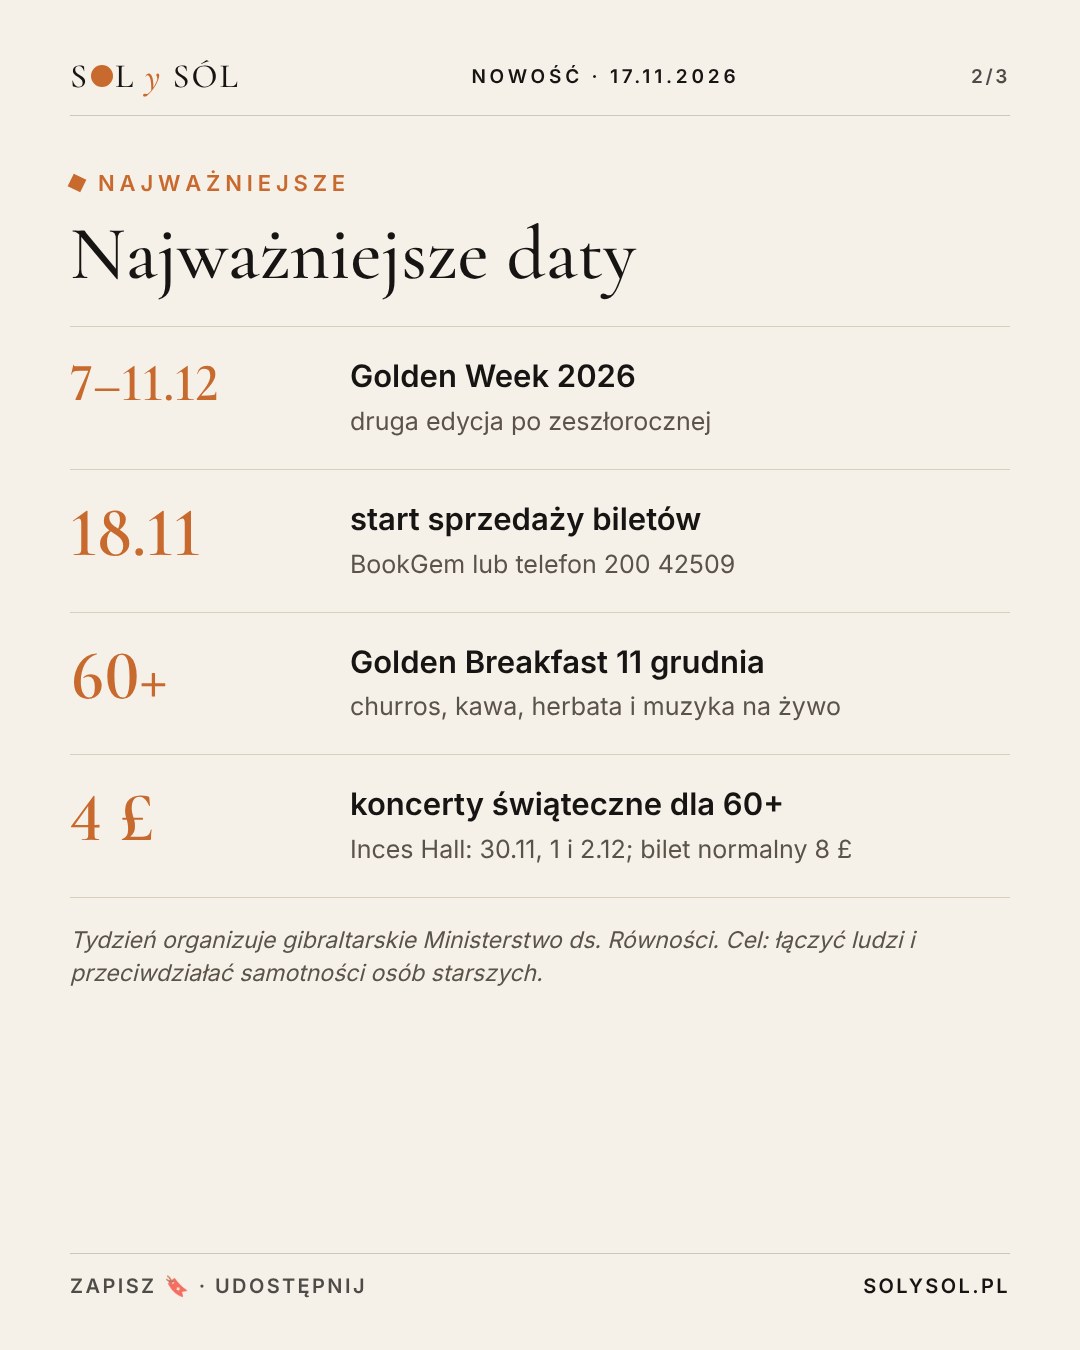 SOL y SÓL
NOWOŚĆ · 17.11.2026
2/3
NAJWAŻNIEJSZE
Najważniejsze daty
7–11.12
Golden Week 2026
druga edycja po zeszłorocznej
18.11
start sprzedaży biletów
BookGem lub telefon 200 42509
60+
Golden Breakfast 11 grudnia
churros, kawa, herbata i muzyka na żywo
4 £
koncerty świąteczne dla 60+
Inces Hall: 30.11, 1 i 2.12; bilet normalny 8 £
Tydzień organizuje gibraltarskie Ministerstwo ds. Równości. Cel: łączyć ludzi i
przeciwdziałać samotności osób starszych.
ZAPISZ 🔖 · UDOSTĘPNIJ
SOLYSOL.PL